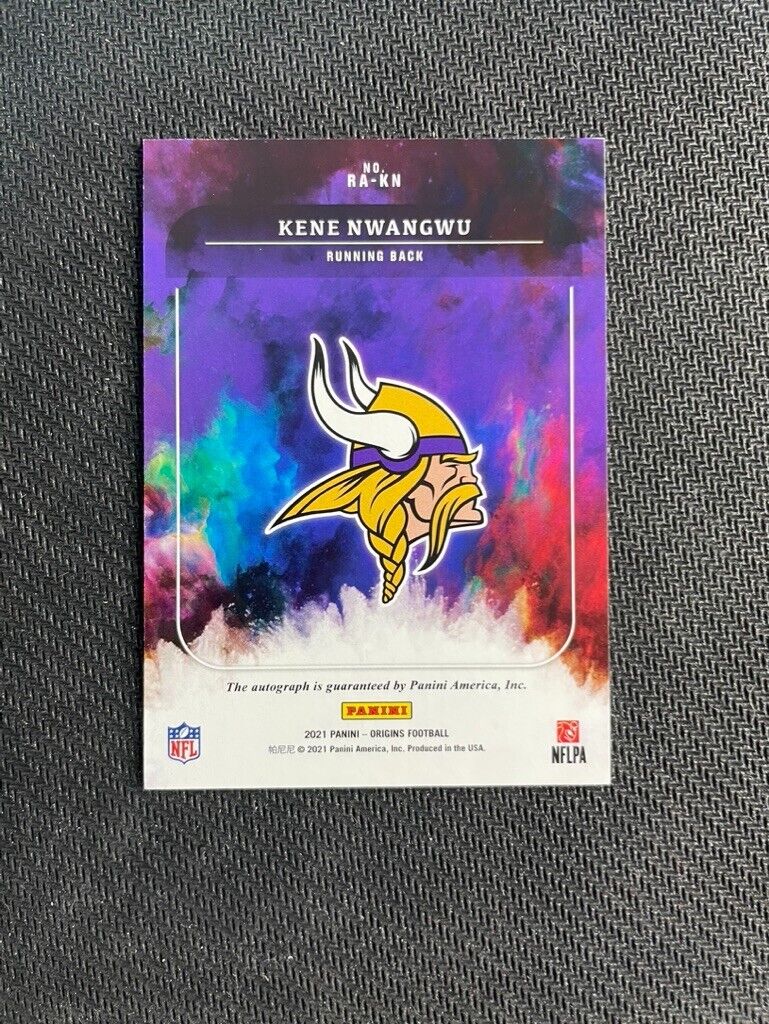 NO.
RA-KN
KENE NWANGWU
RUNNING BACK
The autograph is guaranteed by Panini America, Inc.
PANINI
2021 PANINI – ORIGINS FOOTBALL
帕尼尼 © 2021 Panini America, Inc. Produced in the USA.
NFL
NFLPA